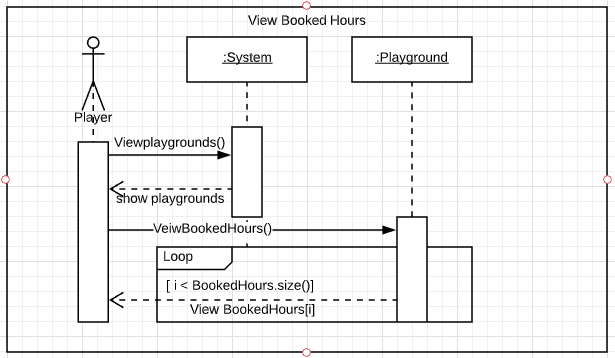 View Booked Hours
:System
:Playground
Player
Viewplaygrounds()
show playgrounds
VeiwBookedHours()
Loop
[ i < BookedHours.size()]
View BookedHours[i]